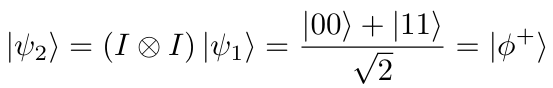 |ψ₂⟩ = (I ⊗ I) |ψ₁⟩ = (|00⟩ + |11⟩)/√2 = |ϕ⁺⟩